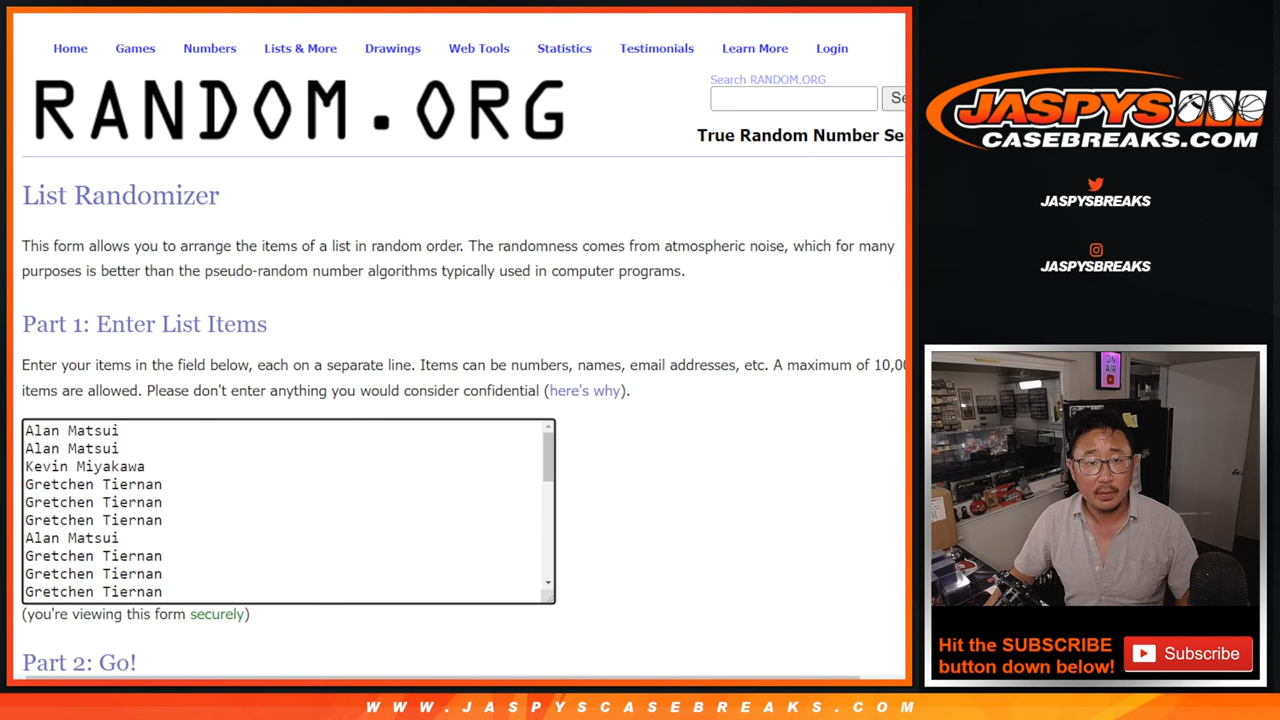 Home Games Numbers Lists & More Drawings Web Tools Statistics Testimonials Learn More Login
RANDOM.ORG
Search RANDOM.ORG
Se
True Random Number Se
List Randomizer
This form allows you to arrange the items of a list in random order. The randomness comes from atmospheric noise, which for many
purposes is better than the pseudo-random number algorithms typically used in computer programs.
Part 1: Enter List Items
Enter your items in the field below, each on a separate line. Items can be numbers, names, email addresses, etc. A maximum of 10,00
items are allowed. Please don't enter anything you would consider confidential (here's why).
Alan Matsui
Alan Matsui
Kevin Miyakawa
Gretchen Tiernan
Gretchen Tiernan
Gretchen Tiernan
Alan Matsui
Gretchen Tiernan
Gretchen Tiernan
Gretchen Tiernan
(you're viewing this form securely)
Part 2: Go!
JASPYS
CASEBREAKS.COM
JASPYSBREAKS
JASPYSBREAKS
ON
AIR
Hit the SUBSCRIBE
button down below!
Subscribe
WWW.JASPYSCASEBREAKS.COM